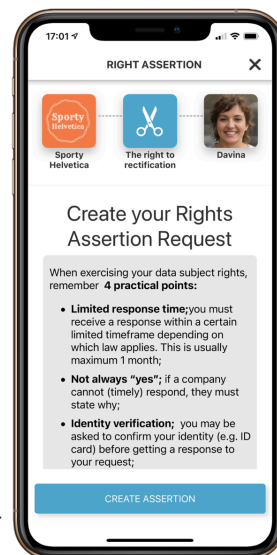 17:01
RIGHT ASSERTION
Sporty
Helvetica
Sporty
Helvetica
The right to
rectification
Davina
Create your Rights
Assertion Request
When exercising your data subject rights,
remember 4 practical points:
• Limited response time;you must
receive a response within a certain
limited timeframe depending on
which law applies. This is usually
maximum 1 month;
• Not always “yes”; if a company
cannot (timely) respond, they must
state why;
• Identity verification; you may be
asked to confirm your identity (e.g. ID
card) before getting a response to
your request;
CREATE ASSERTION